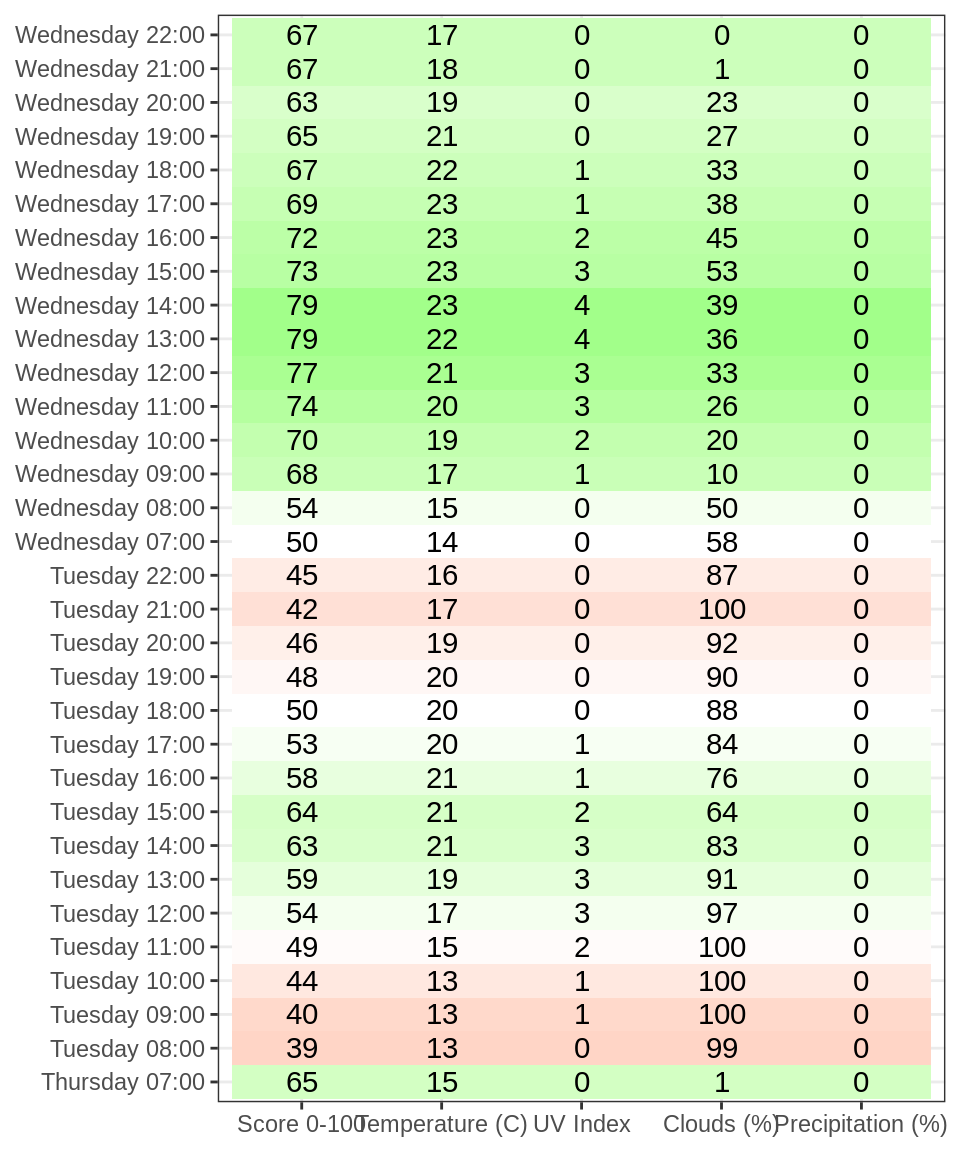 Wednesday 22:00 67 17 0 0 0
Wednesday 21:00 67 18 0 1 0
Wednesday 20:00 63 19 0 23 0
Wednesday 19:00 65 21 0 27 0
Wednesday 18:00 67 22 1 33 0
Wednesday 17:00 69 23 1 38 0
Wednesday 16:00 72 23 2 45 0
Wednesday 15:00 73 23 3 53 0
Wednesday 14:00 79 23 4 39 0
Wednesday 13:00 79 22 4 36 0
Wednesday 12:00 77 21 3 33 0
Wednesday 11:00 74 20 3 26 0
Wednesday 10:00 70 19 2 20 0
Wednesday 09:00 68 17 1 10 0
Wednesday 08:00 54 15 0 50 0
Wednesday 07:00 50 14 0 58 0
Tuesday 22:00 45 16 0 87 0
Tuesday 21:00 42 17 0 100 0
Tuesday 20:00 46 19 0 92 0
Tuesday 19:00 48 20 0 90 0
Tuesday 18:00 50 20 0 88 0
Tuesday 17:00 53 20 1 84 0
Tuesday 16:00 58 21 1 76 0
Tuesday 15:00 64 21 2 64 0
Tuesday 14:00 63 21 3 83 0
Tuesday 13:00 59 19 3 91 0
Tuesday 12:00 54 17 3 97 0
Tuesday 11:00 49 15 2 100 0
Tuesday 10:00 44 13 1 100 0
Tuesday 09:00 40 13 1 100 0
Tuesday 08:00 39 13 0 99 0
Thursday 07:00 65 15 0 1 0
Score 0-100 Temperature (C) UV Index Clouds (%) Precipitation (%)